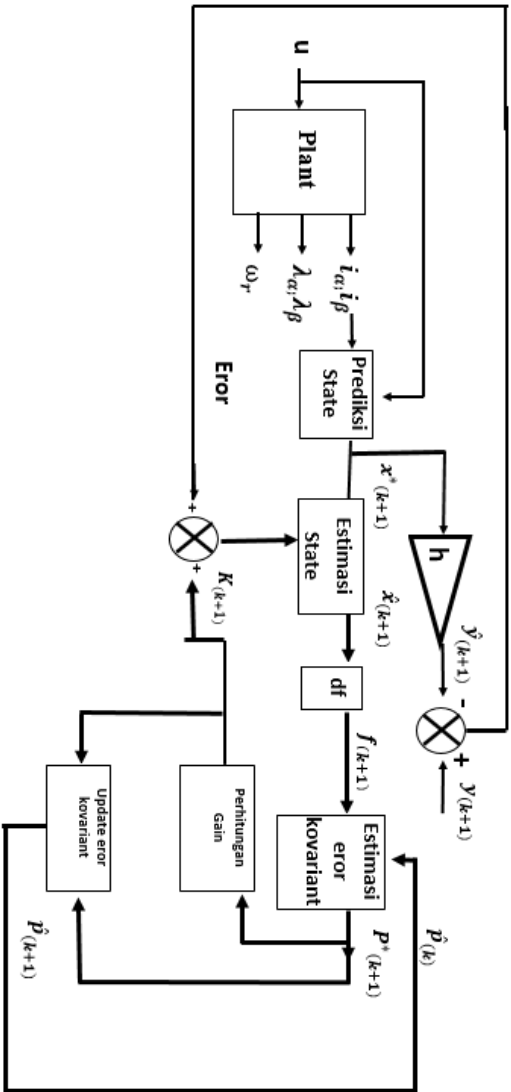 u
Plant
i_α, i_β
λ_α, λ_β
ω_r
Prediksi
State
x*_(k+1)
h
ŷ_(k+1)
-
+
y_(k+1)
Eror
+
+
K_(k+1)
Estimasi
State
x̂_(k+1)
df
f_(k+1)
Estimasi
eror
kovariant
p̂_(k)
P*_(k+1)
Perhitungan
Gain
Update eror
kovariant
p̂_(k+1)